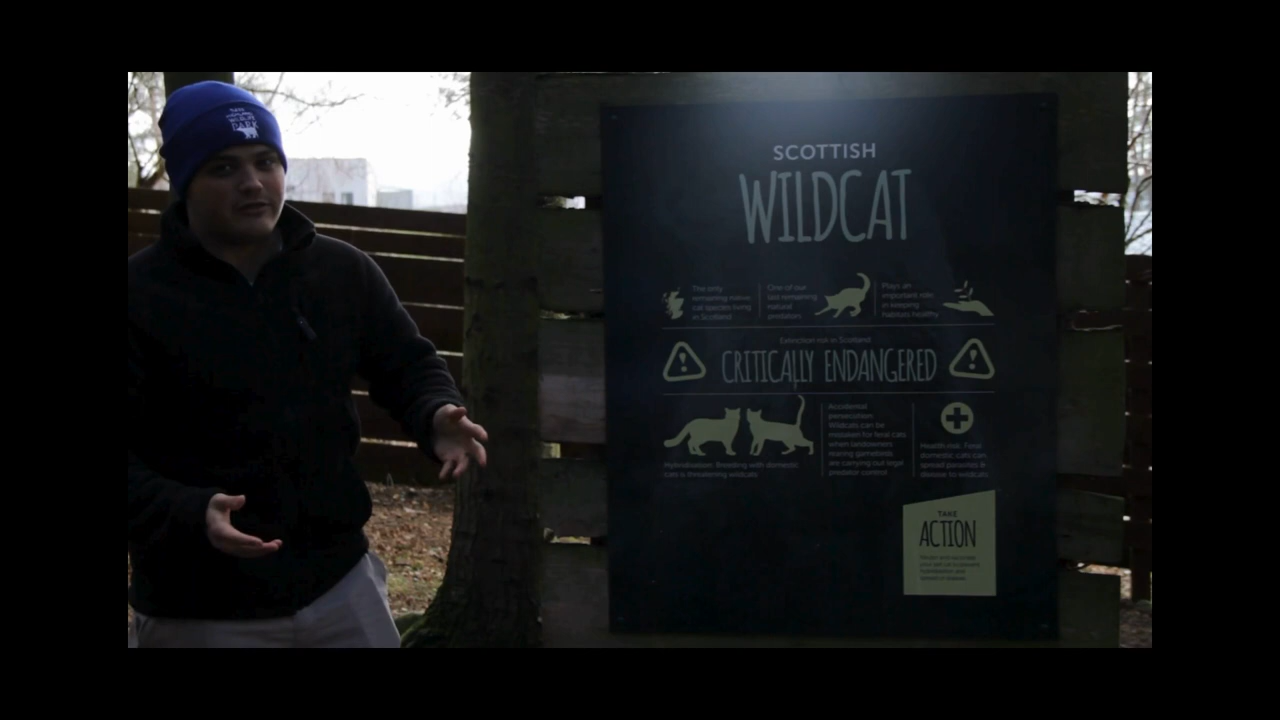 PARK
SCOTTISH
WILDCAT
The only
remaining native
cat species living
in Scotland
One of our
last remaining
natural
predators
Plays an
important role
in keeping
habitats healthy
Extinction risk in Scotland
CRITICALLY ENDANGERED
Hybridisation: Breeding with domestic
cats is threatening wildcats
Accidental
persecution:
Wildcats can be
mistaken for feral cats
when landowners
rearing gamebirds
are carrying out legal
predator control
Health risk: Feral
domestic cats can
spread parasites &
disease to wildcats
TAKE
ACTION